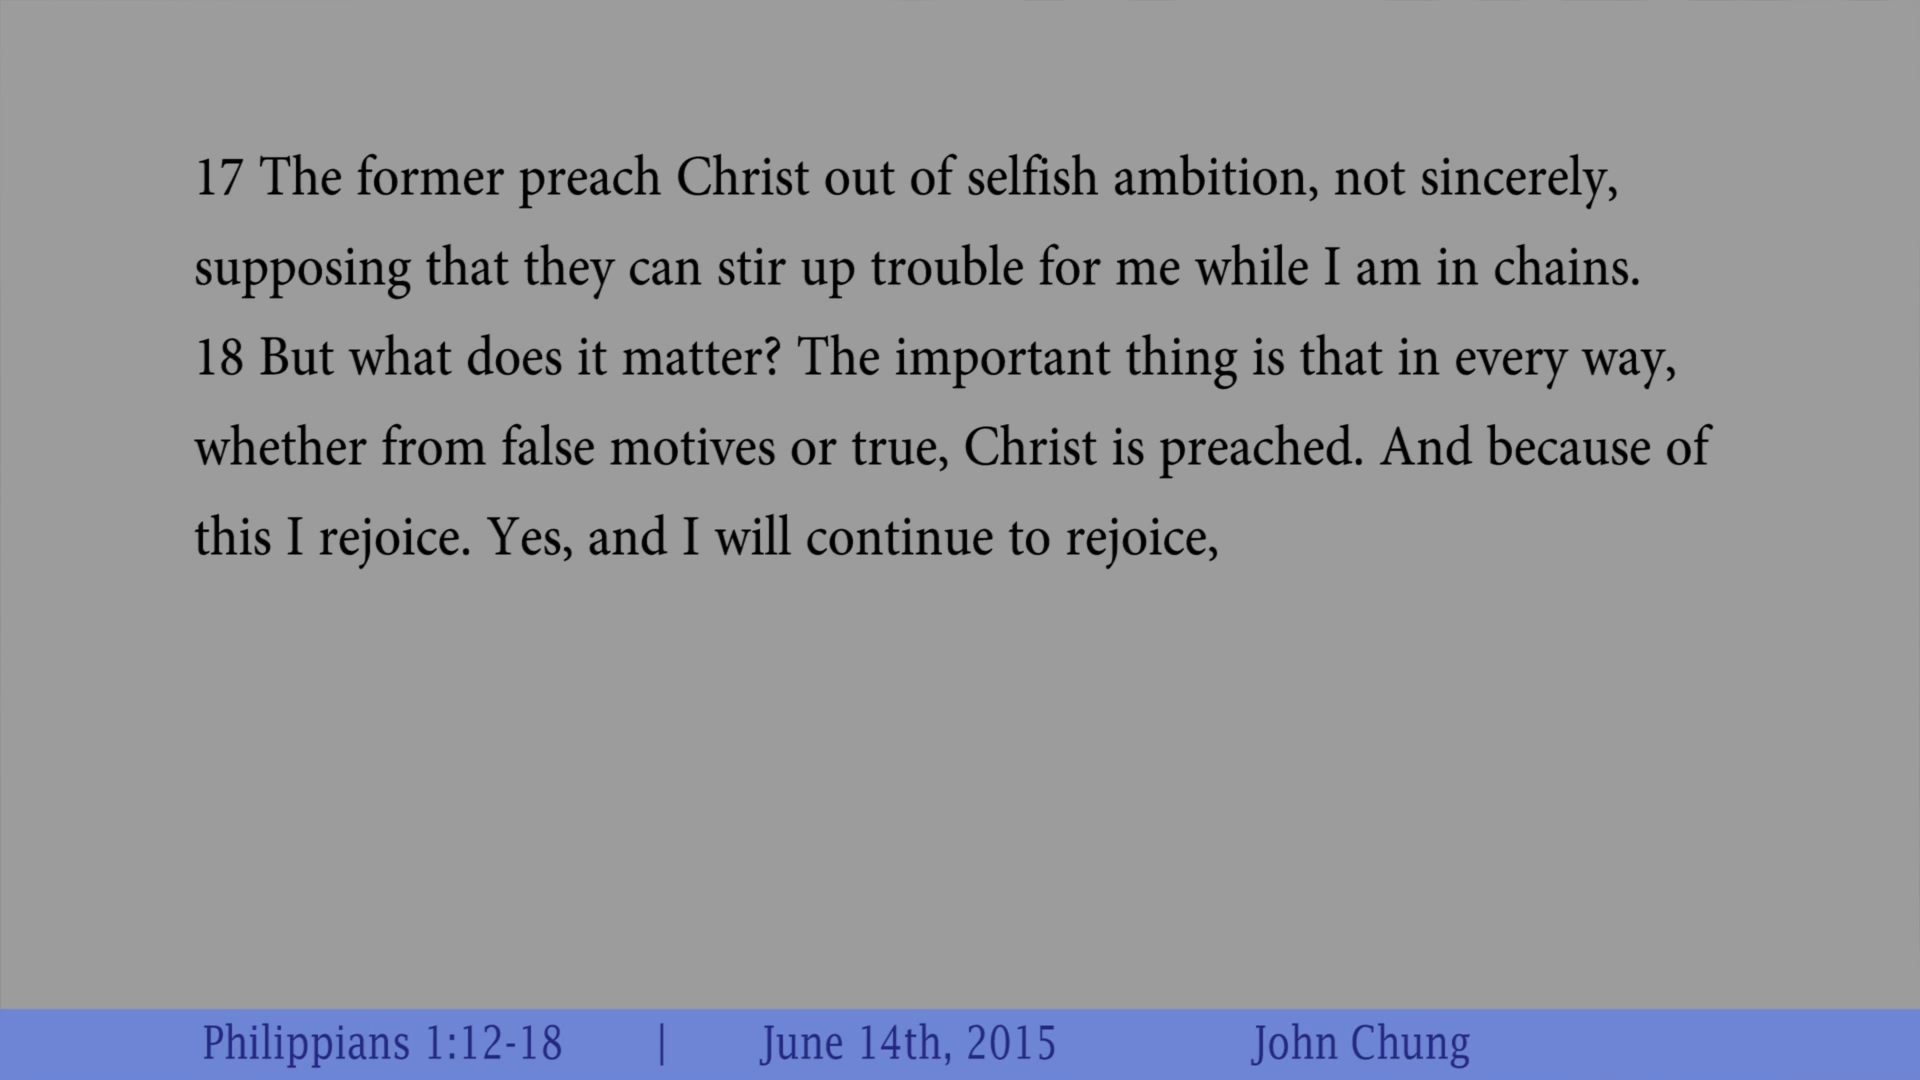 17 The former preach Christ out of selfish ambition, not sincerely,
supposing that they can stir up trouble for me while I am in chains.
18 But what does it matter? The important thing is that in every way,
whether from false motives or true, Christ is preached. And because of
this I rejoice. Yes, and I will continue to rejoice,
Philippians 1:12-18 | June 14th, 2015 John Chung